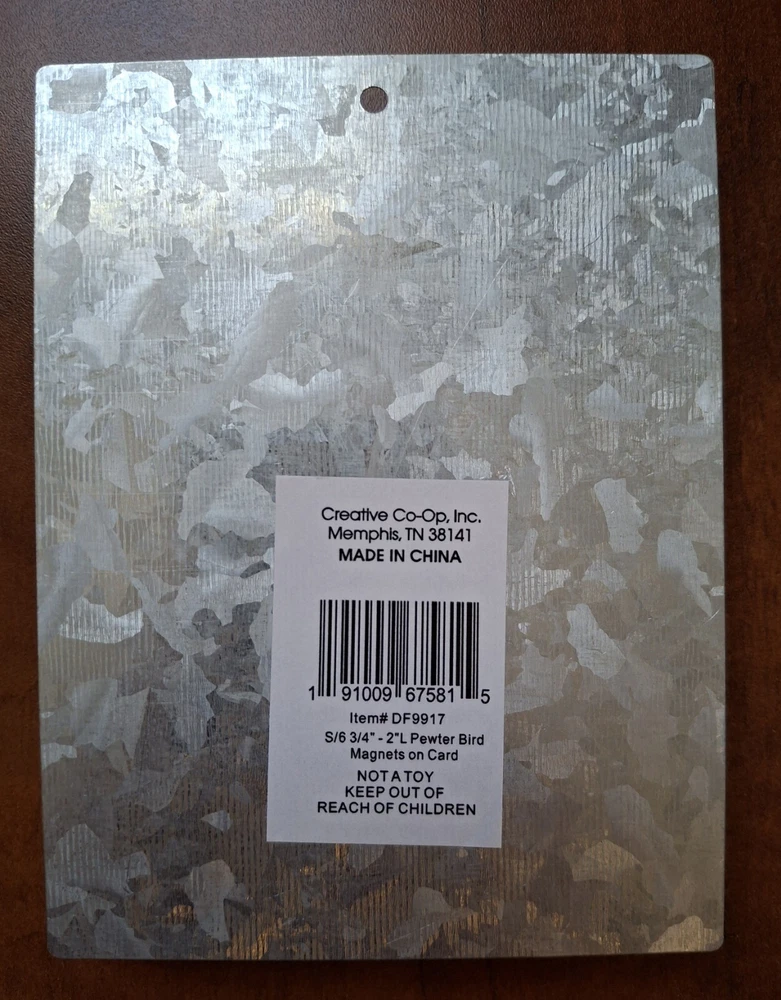 Creative Co-Op, Inc.
Memphis, TN 38141
MADE IN CHINA
1 91009 67581 5
Item# DF9917
S/6 3/4" - 2"L Pewter Bird
Magnets on Card
NOT A TOY
KEEP OUT OF
REACH OF CHILDREN